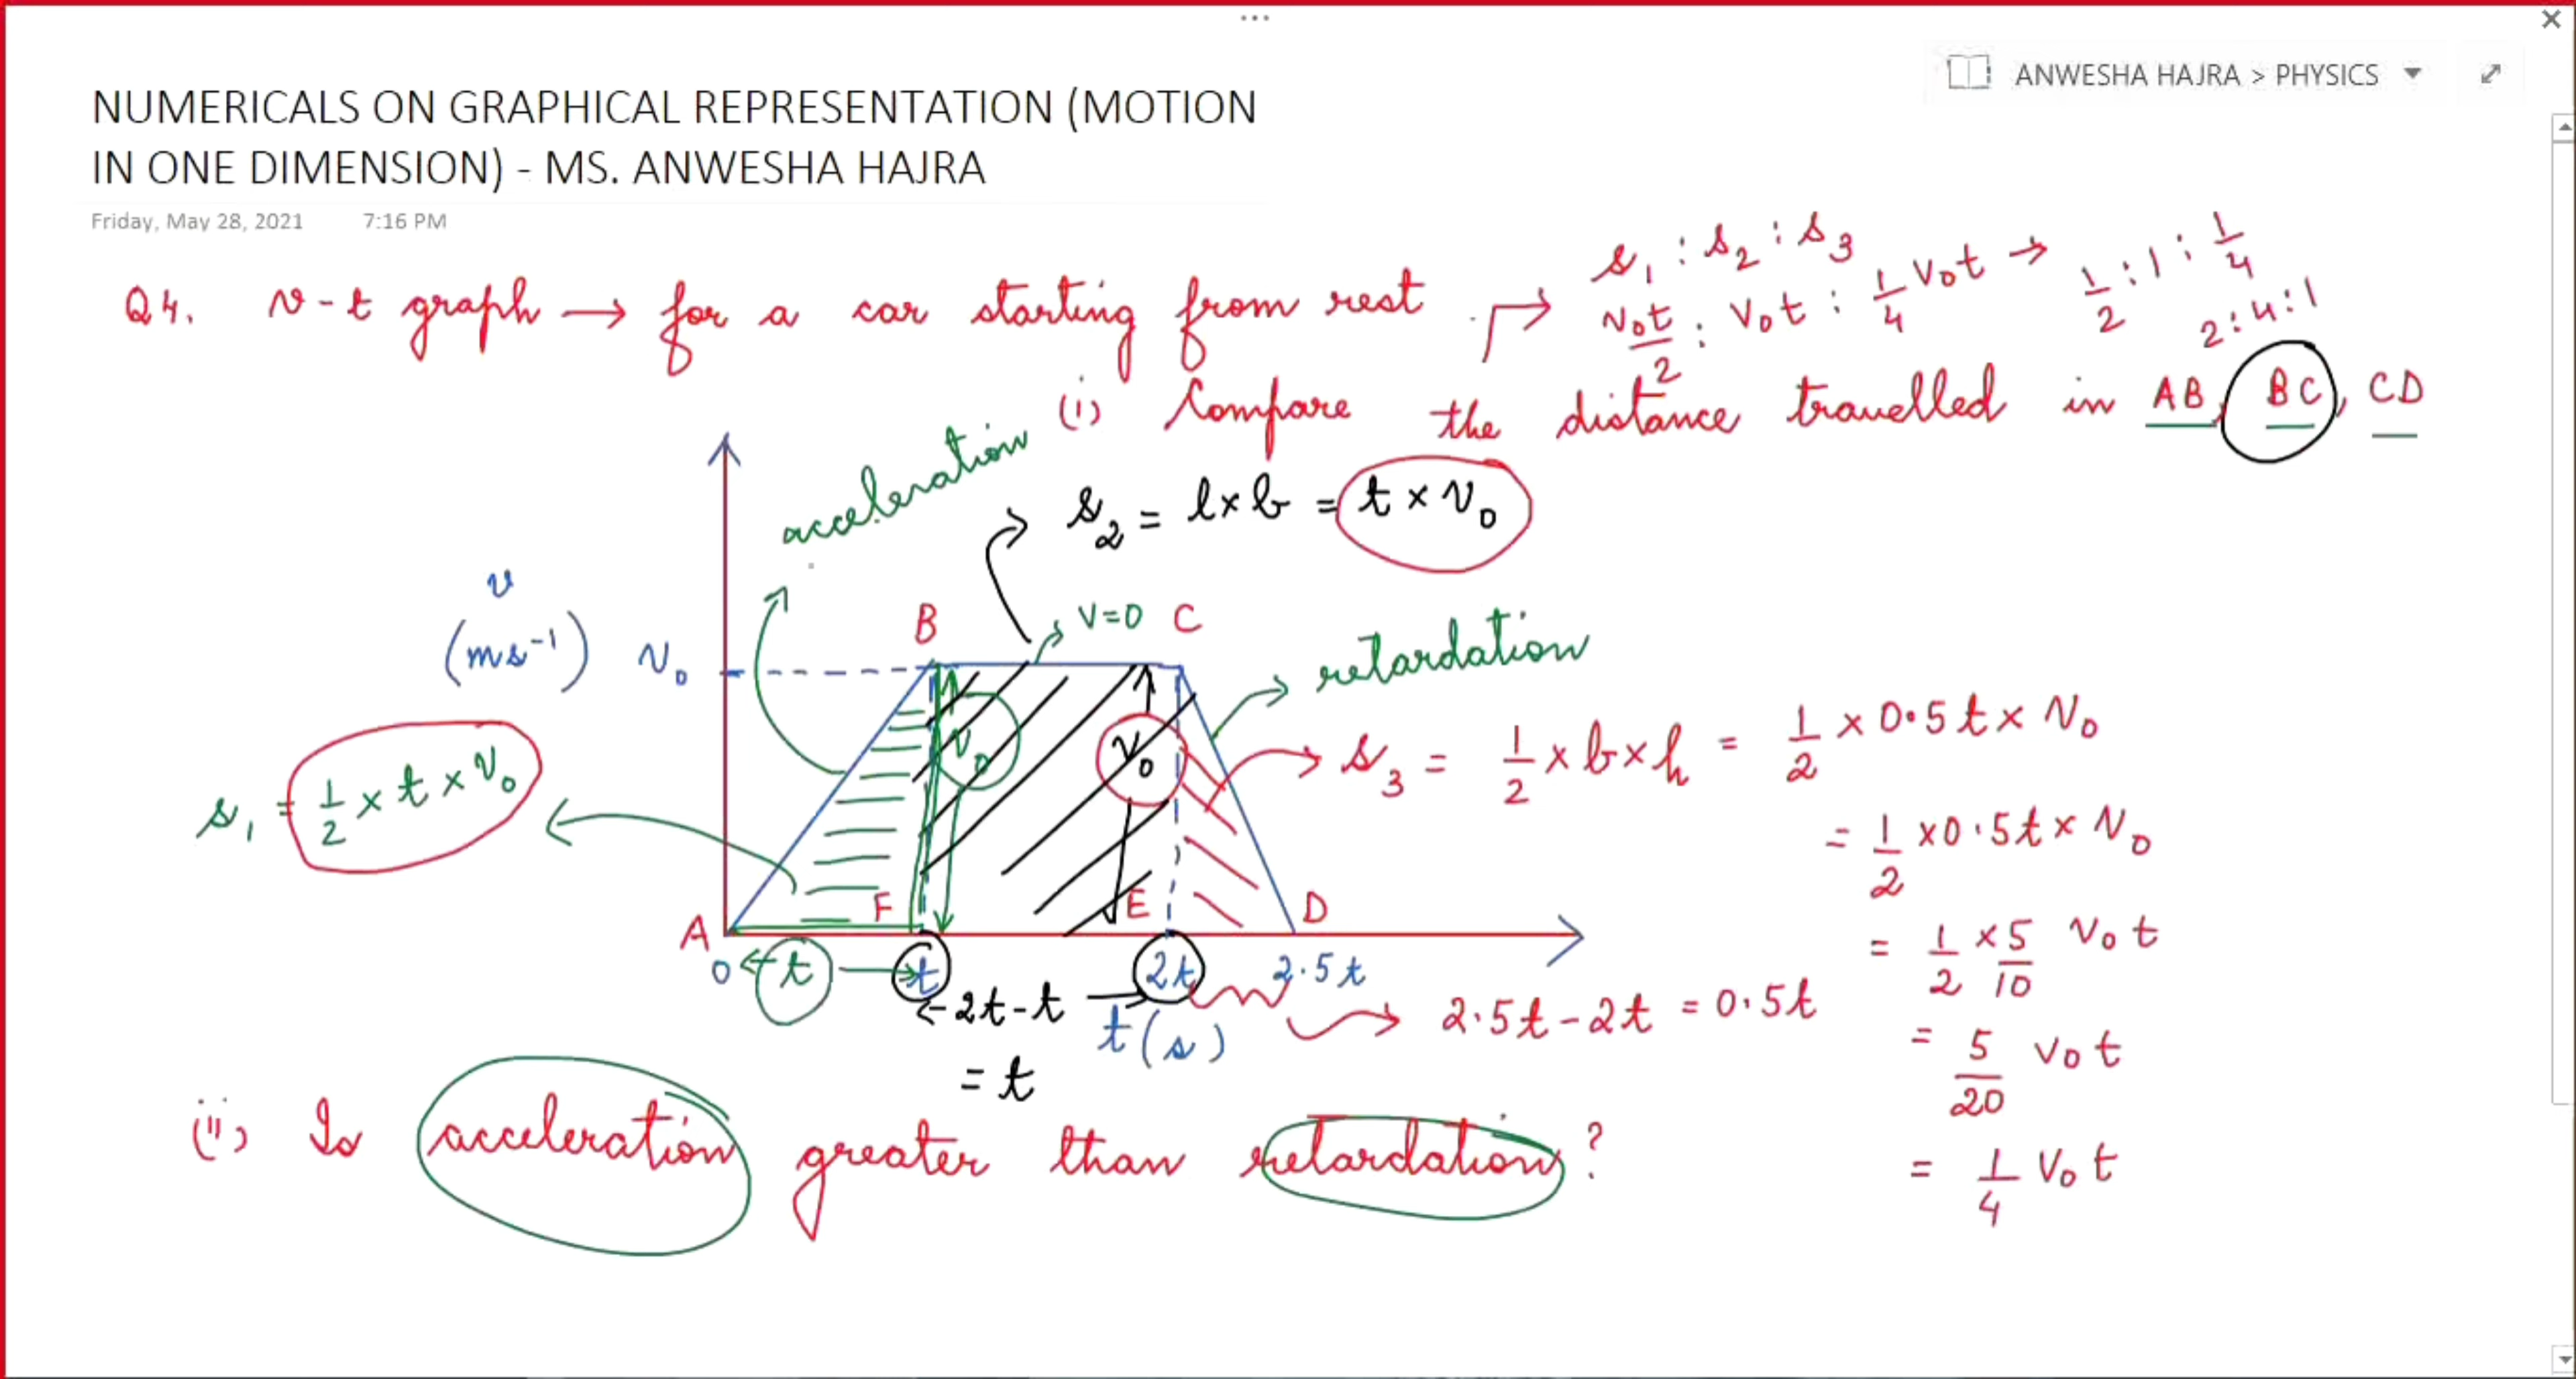 ANWESHA HAJRA > PHYSICS
NUMERICALS ON GRAPHICAL REPRESENTATION (MOTION
IN ONE DIMENSION) - MS. ANWESHA HAJRA
Friday, May 28, 2021 7:16 PM
s₁ : s₂ : s₃
V₀t/2 : V₀t : 1/4 V₀t → 1/2 : 1 : 1/4
2 : 4 : 1
Q4. v-t graph → for a car starting from rest
(i) Compare the distance travelled in AB, BC, CD
acceleration
s₂ = l × b = t × v₀
v
(ms⁻¹)
v₀
B
V=0
C
retardation
v₀
v₀
s₁ = 1/2 × t × v₀
s₃ = 1/2 × b × h = 1/2 × 0.5t × v₀
= 1/2 × 0.5t × v₀
= 1/2 × 5/10 v₀t
= 5/20 v₀t
= 1/4 v₀t
A
F
E
D
0
t
t
2t
2.5t
2t-t
= t
t(s)
2.5t - 2t = 0.5t
(ii) Is acceleration greater than retardation?